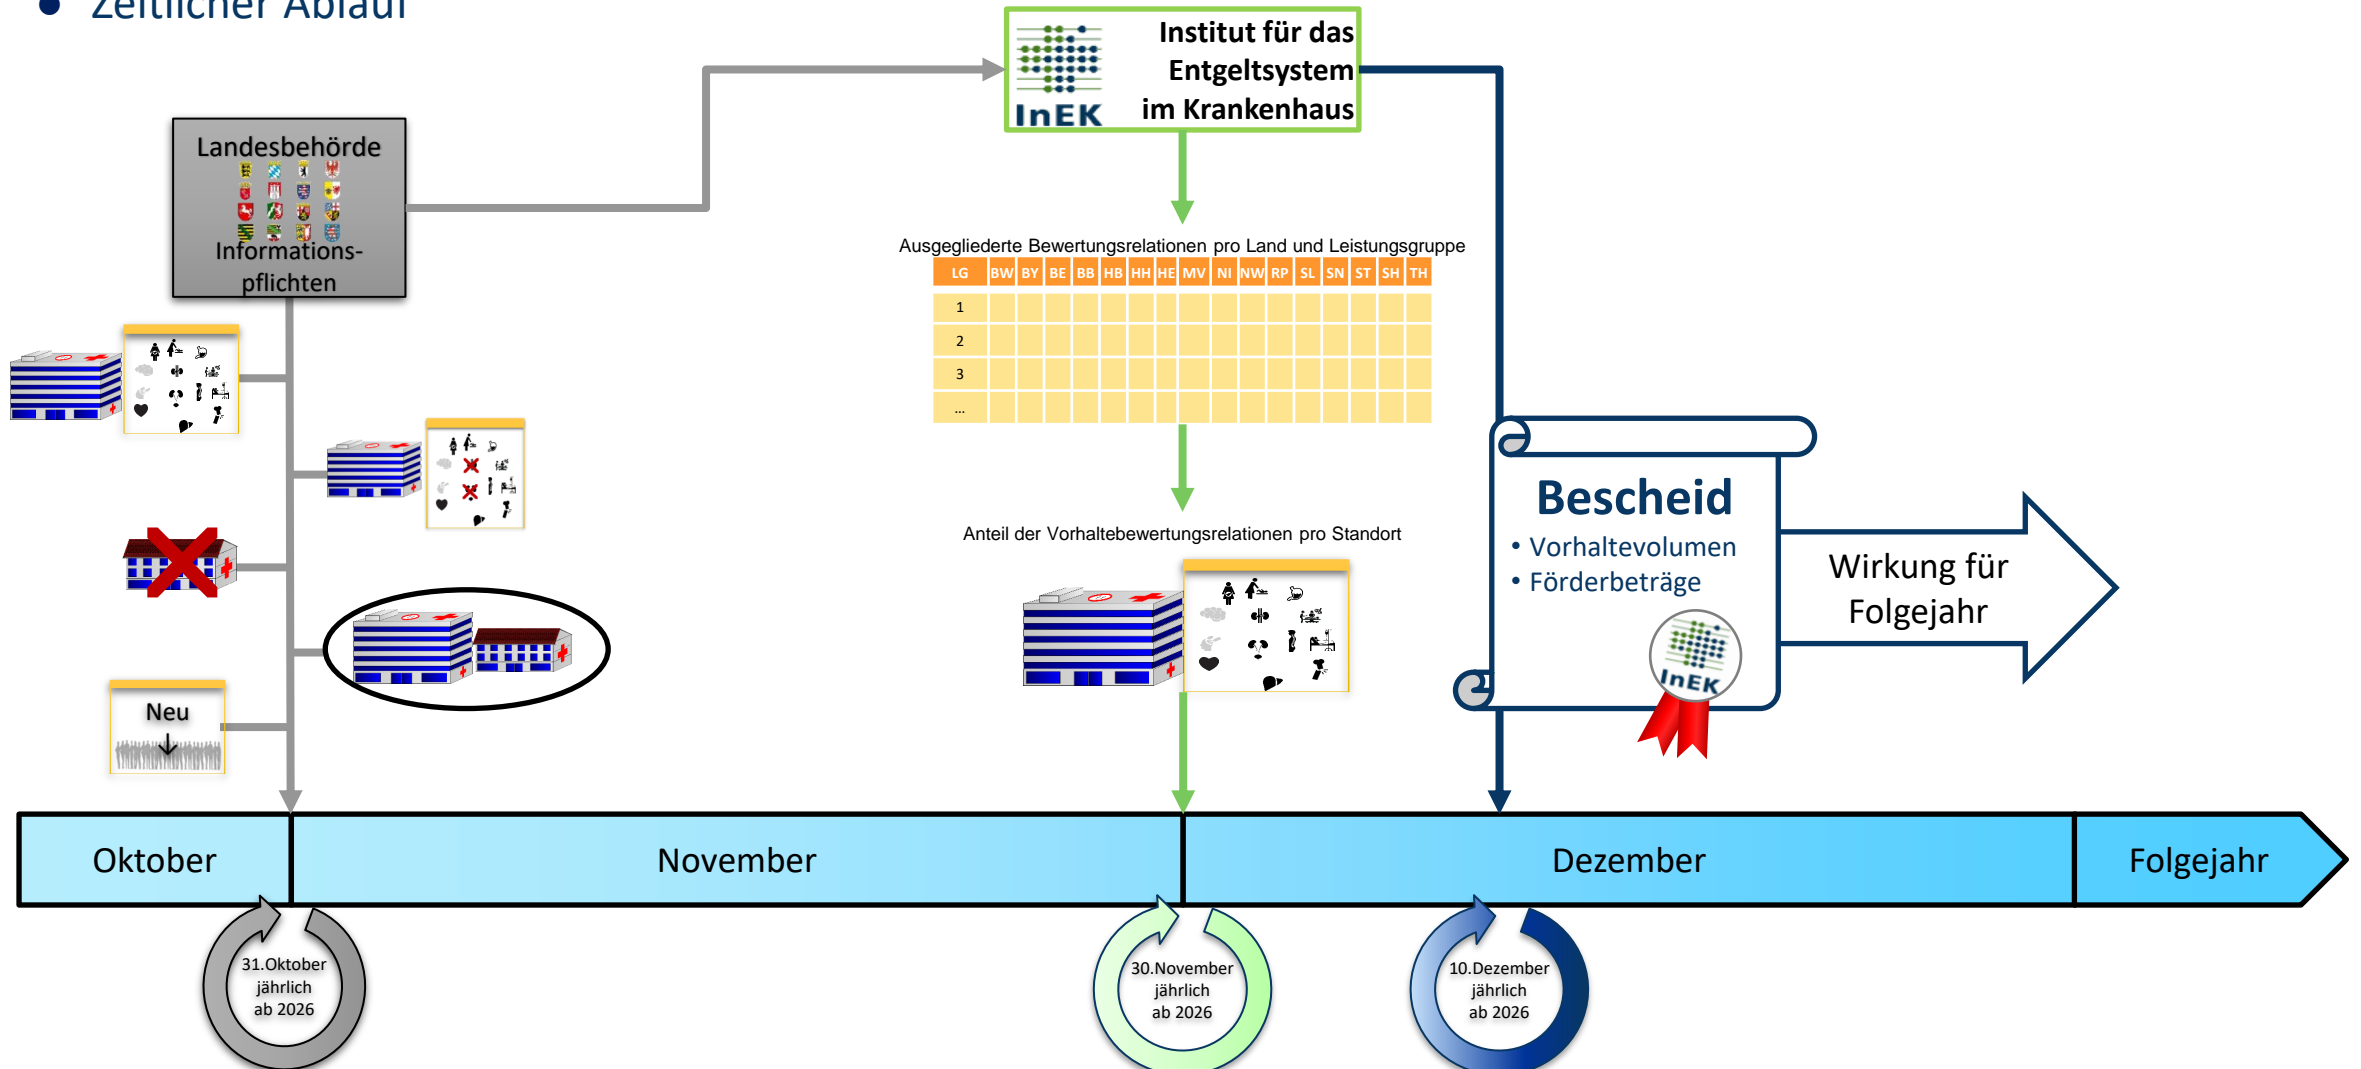 ● Zeitlicher Ablauf
InEK
Institut für das
Entgeltsystem
im Krankenhaus
Landesbehörde
Informations-
pflichten
Ausgegliederte Bewertungsrelationen pro Land und Leistungsgruppe
LG BW BY BE BB HB HH HE MV NI NW RP SL SN ST SH TH
1
2
3
...
Anteil der Vorhaltebewertungsrelationen pro Standort
Neu
Bescheid
• Vorhaltevolumen
• Förderbeträge
InEK
Wirkung für
Folgejahr
Oktober
November
Dezember
Folgejahr
31.Oktober
jährlich
ab 2026
30.November
jährlich
ab 2026
10.Dezember
jährlich
ab 2026